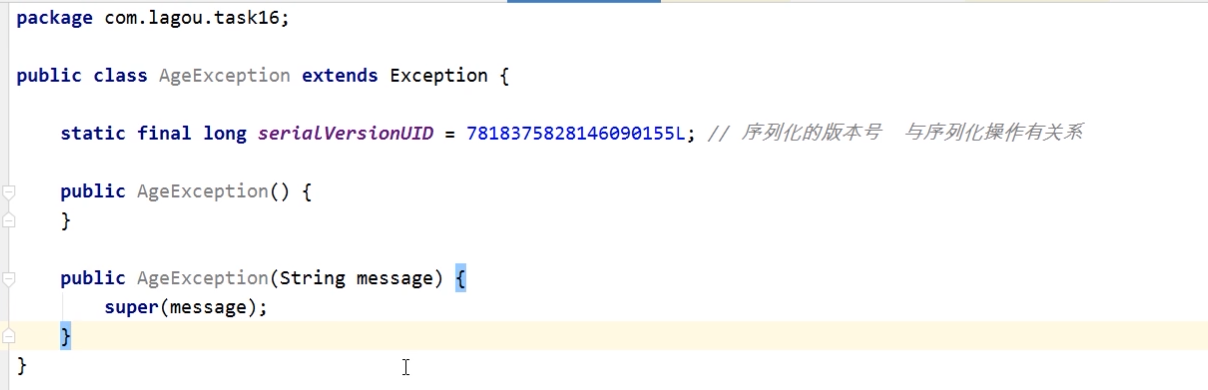 package com.lagou.task16;
public class AgeException extends Exception {
static final long serialVersionUID = 7818375828146090155L; // 序列化的版本号  与序列化操作有关系
public AgeException() {
}
public AgeException(String message) {
super(message);
}
}